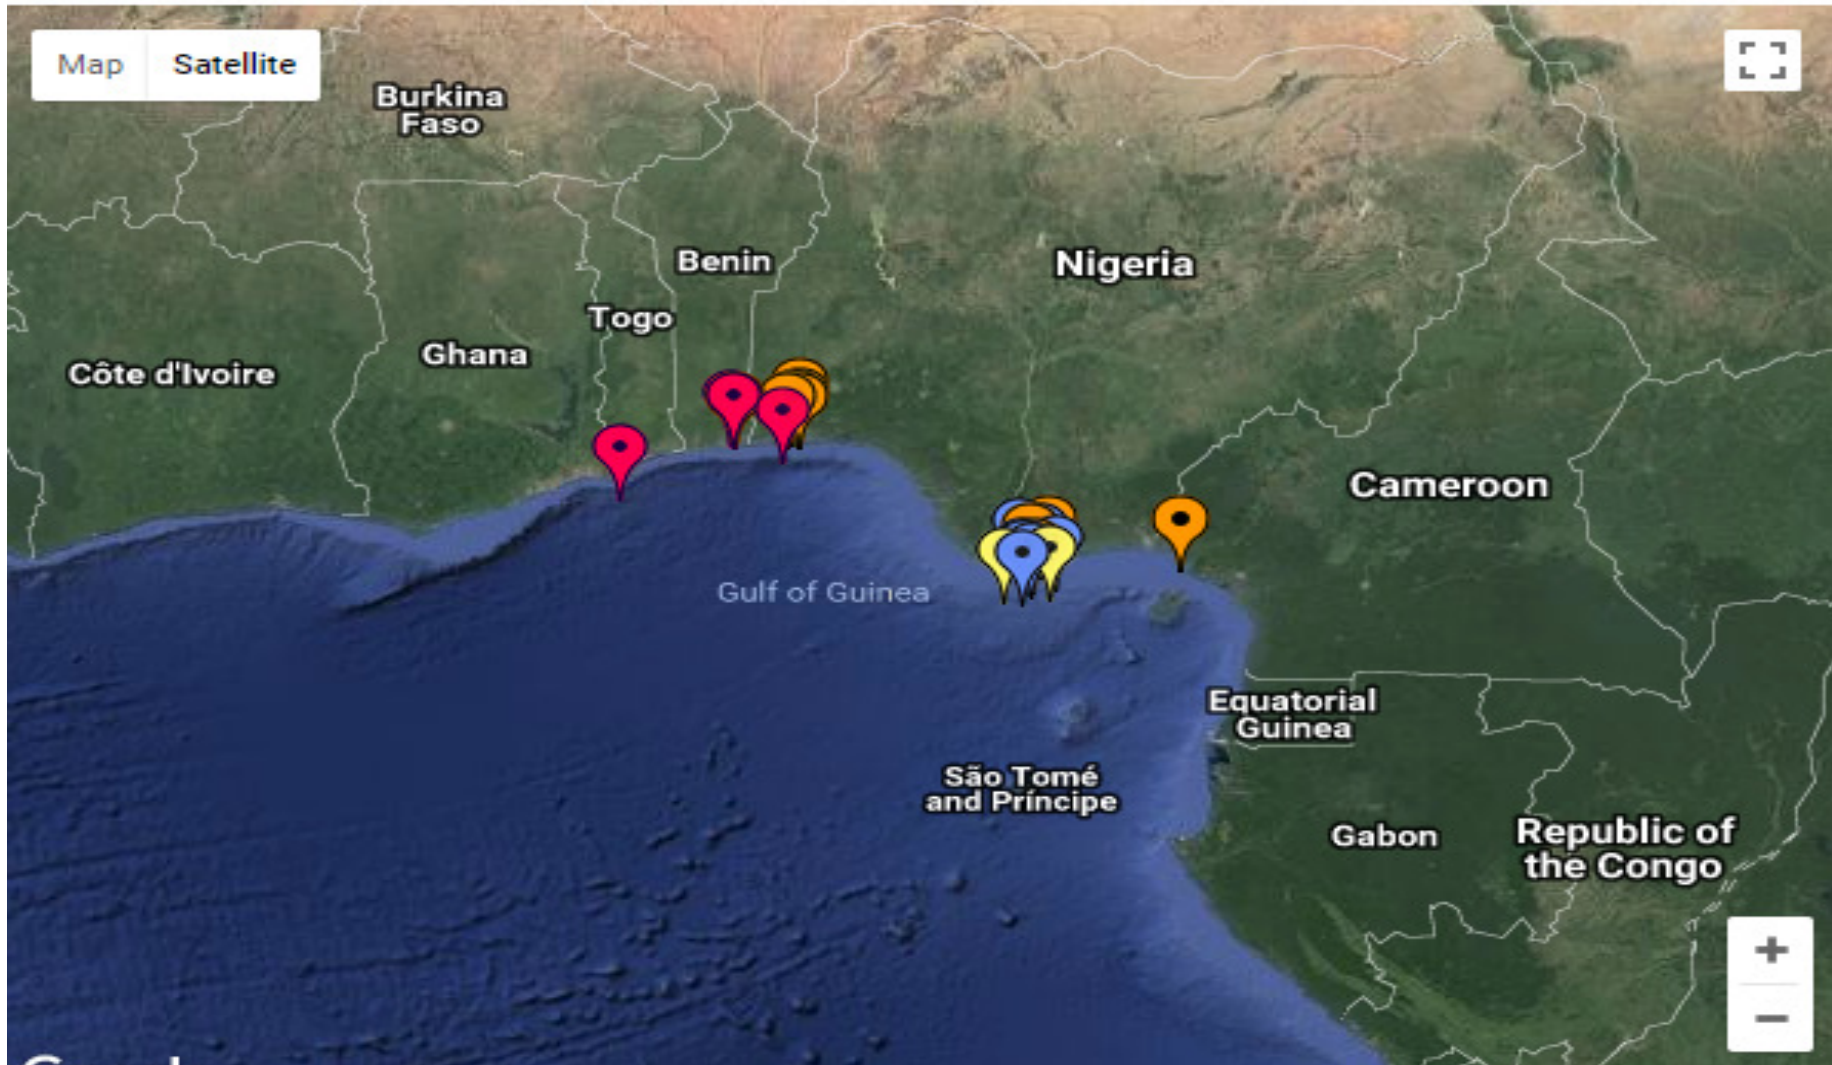 Map Satellite
Burkina
Faso
Benin
Nigeria
Togo
Ghana
Côte d'Ivoire
Cameroon
Gulf of Guinea
Equatorial
Guinea
São Tomé
and Príncipe
Gabon
Republic of
the Congo